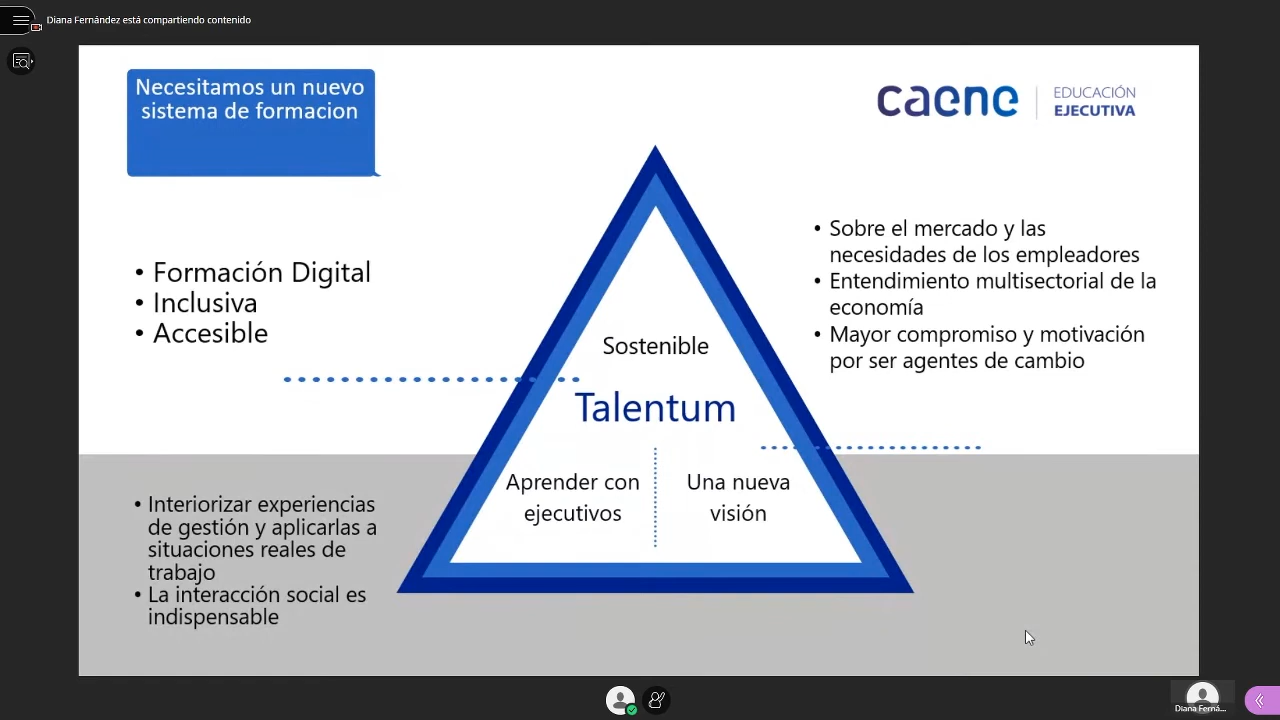 Diana Fernández está compartiendo contenido
Necesitamos un nuevo
sistema de formacion
caene
EDUCACIÓN
EJECUTIVA
• Formación Digital
• Inclusiva
• Accesible
• Sobre el mercado y las
necesidades de los empleadores
• Entendimiento multisectorial de la
economía
• Mayor compromiso y motivación
por ser agentes de cambio
Sostenible
Talentum
Aprender con
ejecutivos
Una nueva
visión
• Interiorizar experiencias
de gestión y aplicarlas a
situaciones reales de
trabajo
• La interacción social es
indispensable
Diana Ferná...